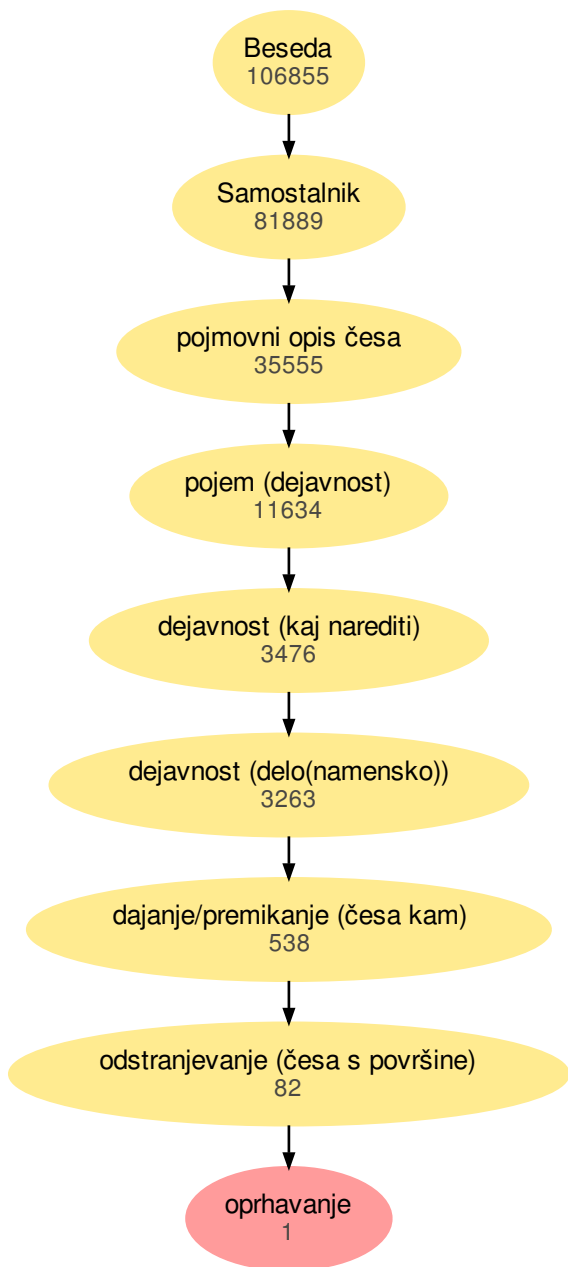 Beseda
106855
Samostalnik
81889
pojmovni opis česa
35555
pojem (dejavnost)
11634
dejavnost (kaj narediti)
3476
dejavnost (delo(namensko))
3263
dajanje/premikanje (česa kam)
538
odstranjevanje (česa s površine)
82
oprhavanje
1